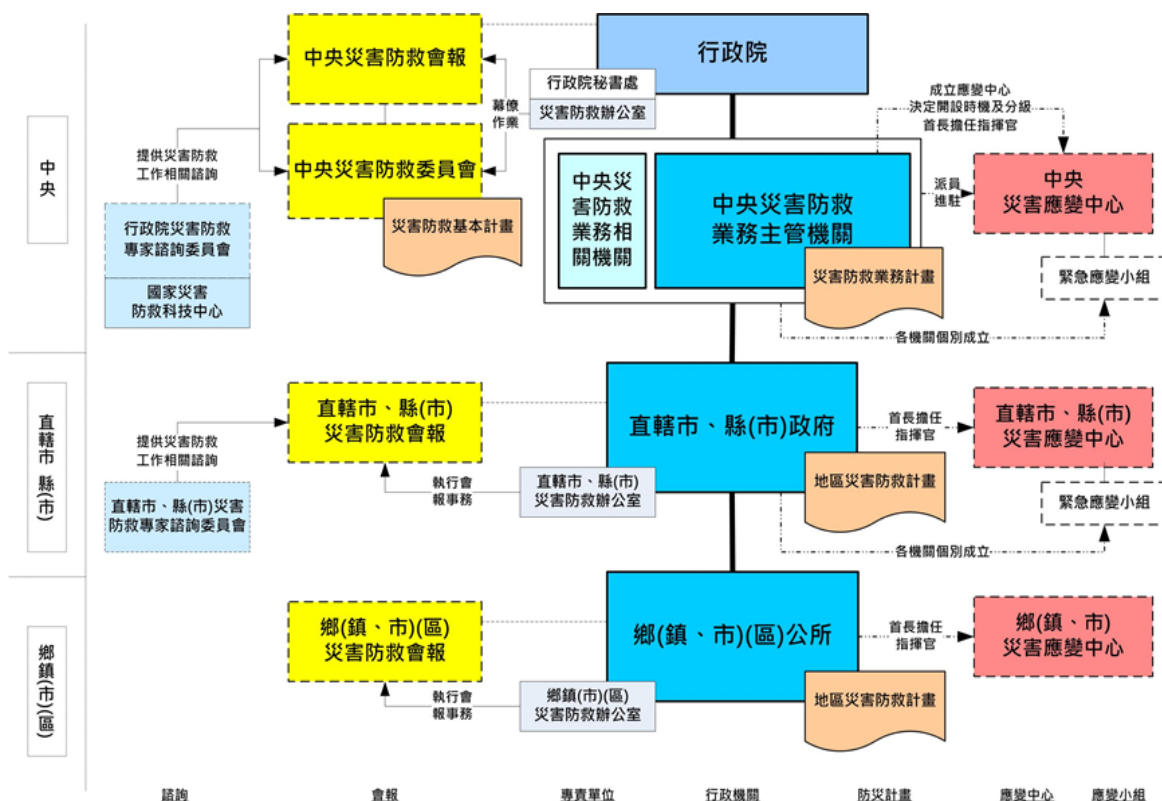 中央
提供災害防救
工作相關諮詢
行政院災害防救
專家諮詢委員會
國家災害
防救科技中心
中央災害防救會報
中央災害防救委員會
災害防救基本計畫
幕僚
作業
行政院
行政院秘書處
災害防救辦公室
中央災
害防救
業務相
關機關
中央災害防救
業務主管機關
災害防救業務計畫
成立應變中心
決定開設時機及分級
首長擔任指揮官
派員
進駐
中央
災害應變中心
緊急應變小組
各機關個別成立
直轄市 縣(市)
提供災害防救
工作相關諮詢
直轄市、縣(市)災害
防救專家諮詢委員會
直轄市、縣(市)
災害防救會報
執行會
報事務
直轄市、縣(市)
災害防救辦公室
直轄市、縣(市)政府
地區災害防救計畫
首長擔任
指揮官
直轄市、縣(市)
災害應變中心
緊急應變小組
各機關個別成立
鄉鎮(市)(區)
鄉(鎮、市)(區)
災害防救會報
執行會
報事務
鄉鎮(市)(區)
災害防救辦公室
鄉(鎮、市)(區)公所
地区災害防救計畫
首長擔任
指揮官
鄉(鎮、市)
災害應變中心
諮詢
會報
專責單位
行政機關
防災計畫
應變中心
應變小組